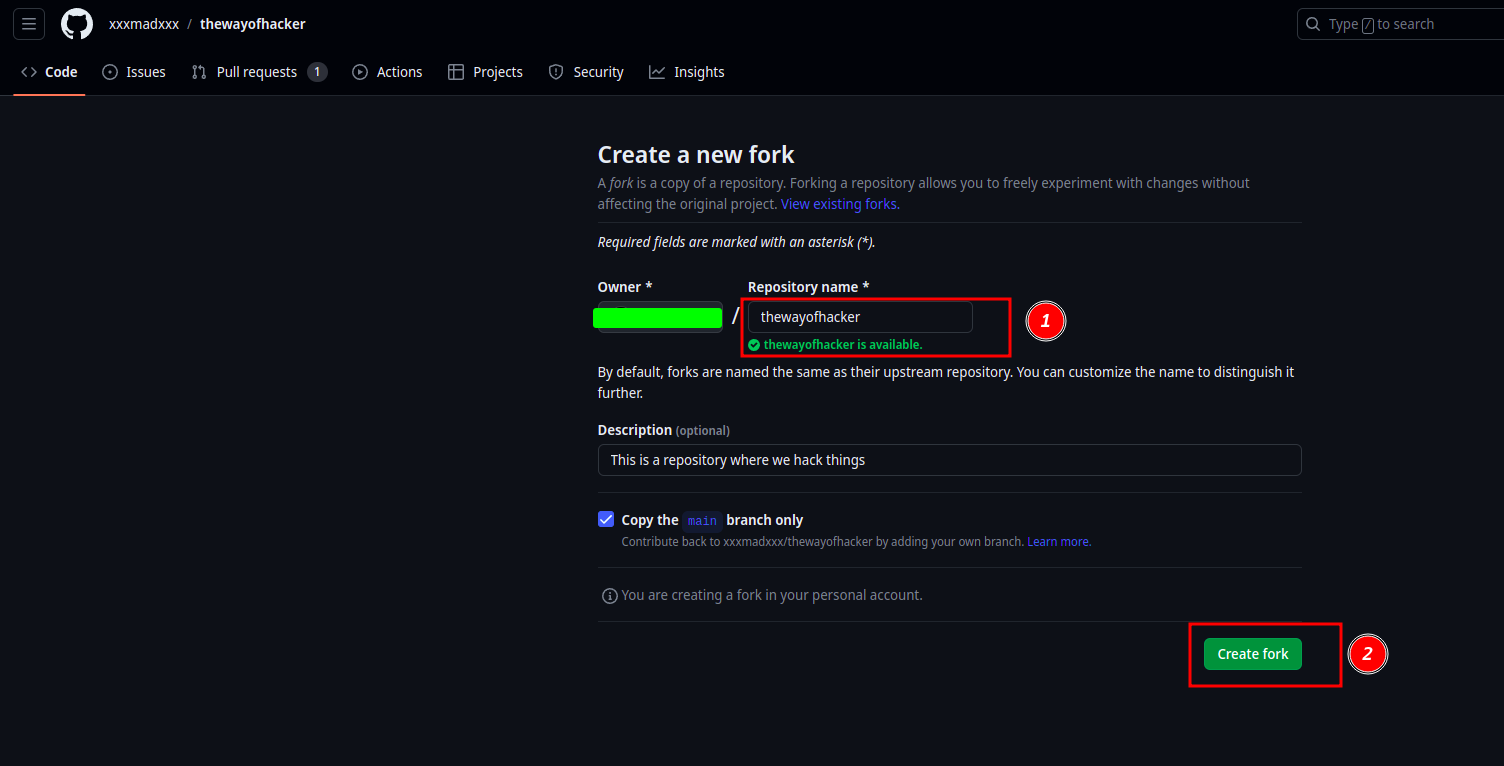 xxxmadxxx / thewayofhacker
Type / to search
Code Issues Pull requests 1 Actions Projects Security Insights
Create a new fork
A fork is a copy of a repository. Forking a repository allows you to freely experiment with changes without
affecting the original project. View existing forks.
Required fields are marked with an asterisk (*).
Owner * Repository name *
/ thewayofhacker
1
thewayofhacker is available.
By default, forks are named the same as their upstream repository. You can customize the name to distinguish it
further.
Description (optional)
This is a repository where we hack things
Copy the main branch only
Contribute back to xxxmadxxx/thewayofhacker by adding your own branch. Learn more.
You are creating a fork in your personal account.
Create fork
2